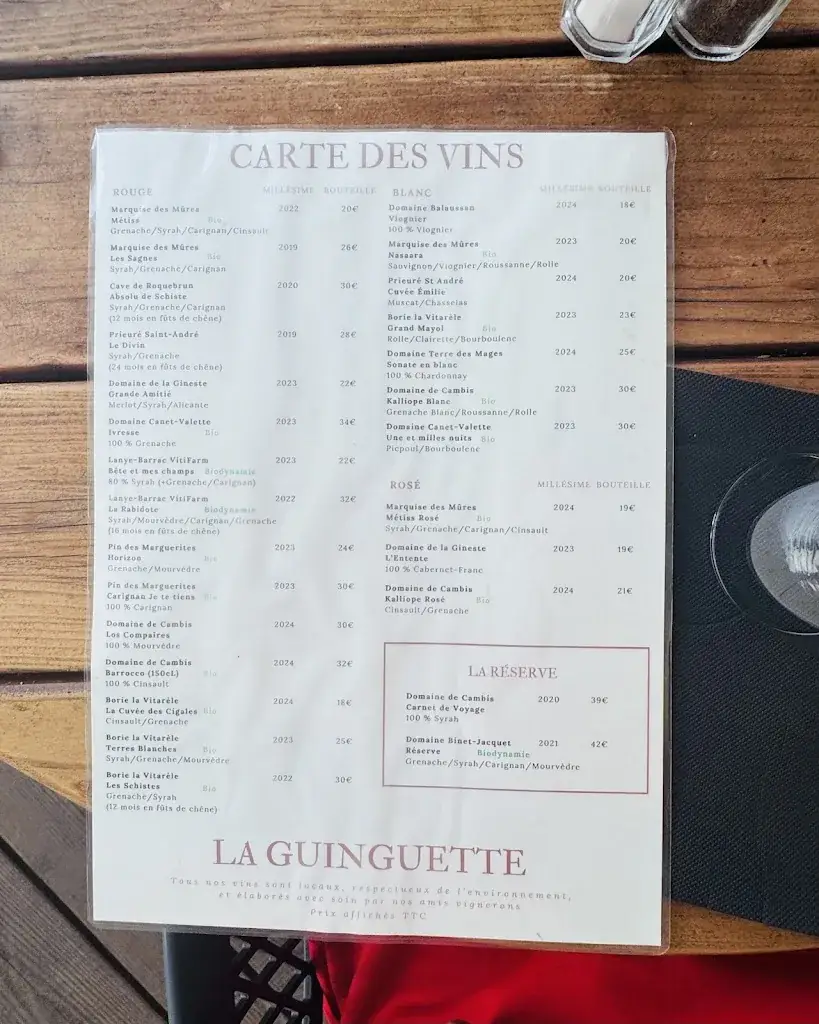 CARTE DES VINS
ROUGE MILLÉSIME BOUTEILLE
Marquise des Mûres 2022 20€
Métiss Bio
Grenache/Syrah/Carignan/Cinsault
Marquise des Mûres 2019 26€
Les Sagnes Bio
Syrah/Grenache/Carignan
Cave de Roquebrun 2020 30€
Absolu de Schiste
Syrah/Grenache/Carignan
(12 mois en fûts de chêne)
Prieuré Saint-André 2019 28€
Le Divin
Syrah/Grenache
(24 mois en fûts de chêne)
Domaine de la Gineste 2023 22€
Grande Amitié
Merlot/Syrah/Alicante
Domaine Canet-Valette 2023 34€
Ivresse Bio
100 % Grenache
Lanye-Barrac VitiFarm 2023 22€
Bête et mes champs Biodynamie
80 % Syrah (+Grenache/Carignan)
Lanye-Barrac VitiFarm 2022 32€
Le Rabidote Biodynamie
Syrah/Mourvèdre/Carignan/Grenache
(16 mois en fûts de chêne)
Pin des Marguerites 2023 24€
Horizon Bio
Grenache/Mourvèdre
Pin des Marguerites 2023 30€
Carignan Je te tiens Bio
100 % Carignan
Domaine de Cambis 2024 30€
Los Compaires
100 % Mourvèdre
Domaine de Cambis 2024 32€
Barrocco (150cL) Bio
100 % Cinsault
Borie la Vitarèle 2024 18€
La Cuvée des Cigales Bio
Cinsault/Grenache
Borie la Vitarèle 2023 25€
Terres Blanches Bio
Syrah/Grenache/Mourvèdre
Borie la Vitarèle 2022 30€
Les Schistes Bio
Grenache/Syrah
(12 mois en fûts de chêne)
BLANC MILLÉSIME BOUTEILLE
Domaine Balaussan 2024 18€
Viognier
100 % Viognier
Marquise des Mûres 2023 20€
Nasaara Bio
Sauvignon/Viognier/Roussanne/Rolle
Prieuré St André 2024 20€
Cuvée Émilie
Muscat/Chasselas
Borie la Vitarèle 2023 23€
Grand Mayol Bio
Rolle/Clairette/Bourboulenc
Domaine Terre des Mages 2024 25€
Sonate en blanc
100 % Chardonnay
Domaine de Cambis 2023 30€
Kalliope Blanc Bio
Grenache Blanc/Roussanne/Rolle
Domaine Canet-Valette 2023 30€
Une et milles nuits Bio
Picpoul/Bourboulenc
ROSÉ MILLÉSIME BOUTEILLE
Marquise des Mûres 2024 19€
Métiss Rosé Bio
Syrah/Grenache/Carignan/Cinsault
Domaine de la Gineste 2023 19€
L'Entente
100 % Cabernet-Franc
Domaine de Cambis 2024 21€
Kalliope Rosé Bio
Cinsault/Grenache
LA RÉSERVE
Domaine de Cambis 2020 39€
Carnet de Voyage
100 % Syrah
Domaine Binet-Jacquet 2021 42€
Réserve Biodynamie
Grenache/Syrah/Carignan/Mourvèdre
LA GUINGUETTE
Tous nos vins sont locaux, respectueux de l'environnement,
et élaborés avec soin par nos amis vignerons
Prix affichés TTC